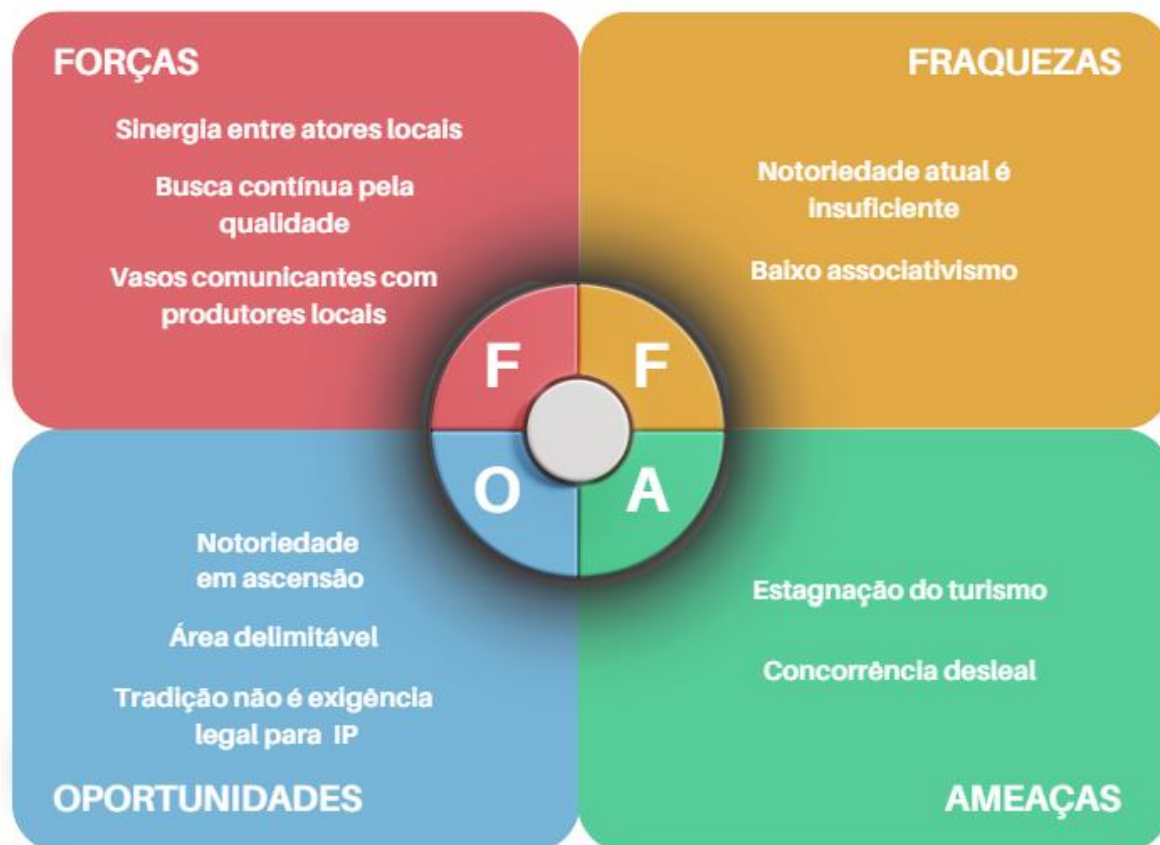 FORÇAS
Sinergia entre atores locais
Busca contínua pela
qualidade
Vasos comunicantes com
produtores locais
FRAQUEZAS
Notoriedade atual é
insuficiente
Baixo associativismo
F
F
O
A
Notoriedade
em ascensão
Área delimitável
Tradição não é exigência
legal para IP
OPORTUNIDADES
Estagnação do turismo
Concorrência desleal
AMEAÇAS